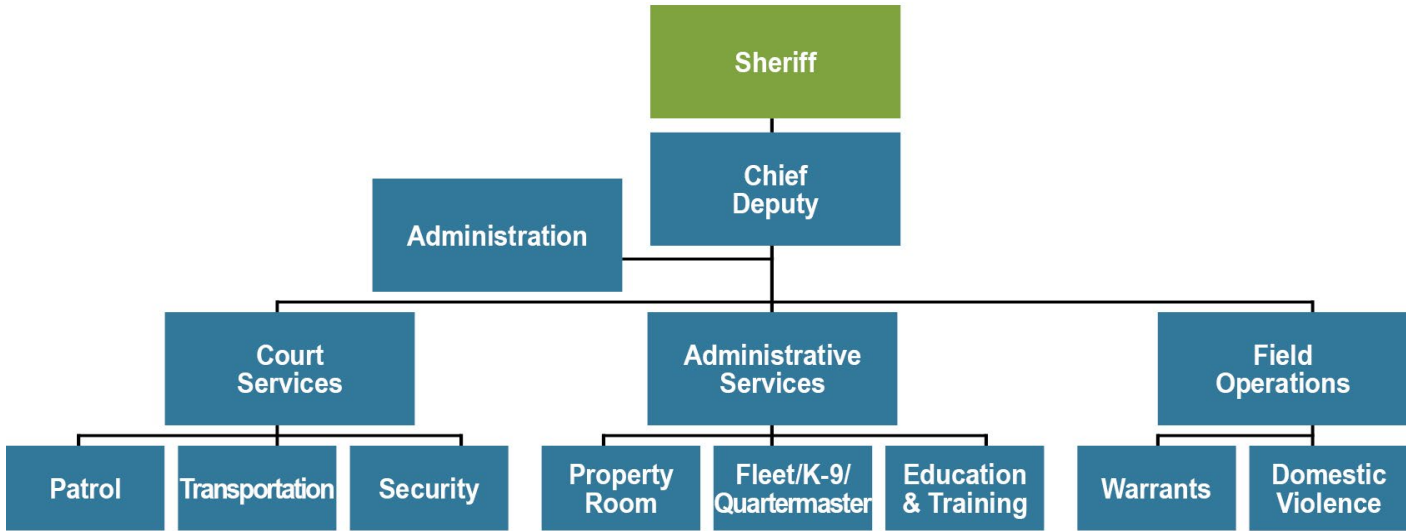 Sheriff
Chief
Deputy
Administration
Court
Services
Administrative
Services
Field
Operations
Patrol
Transportation
Security
Property
Room
Fleet/K-9/
Quartermaster
Education
& Training
Warrants
Domestic
Violence